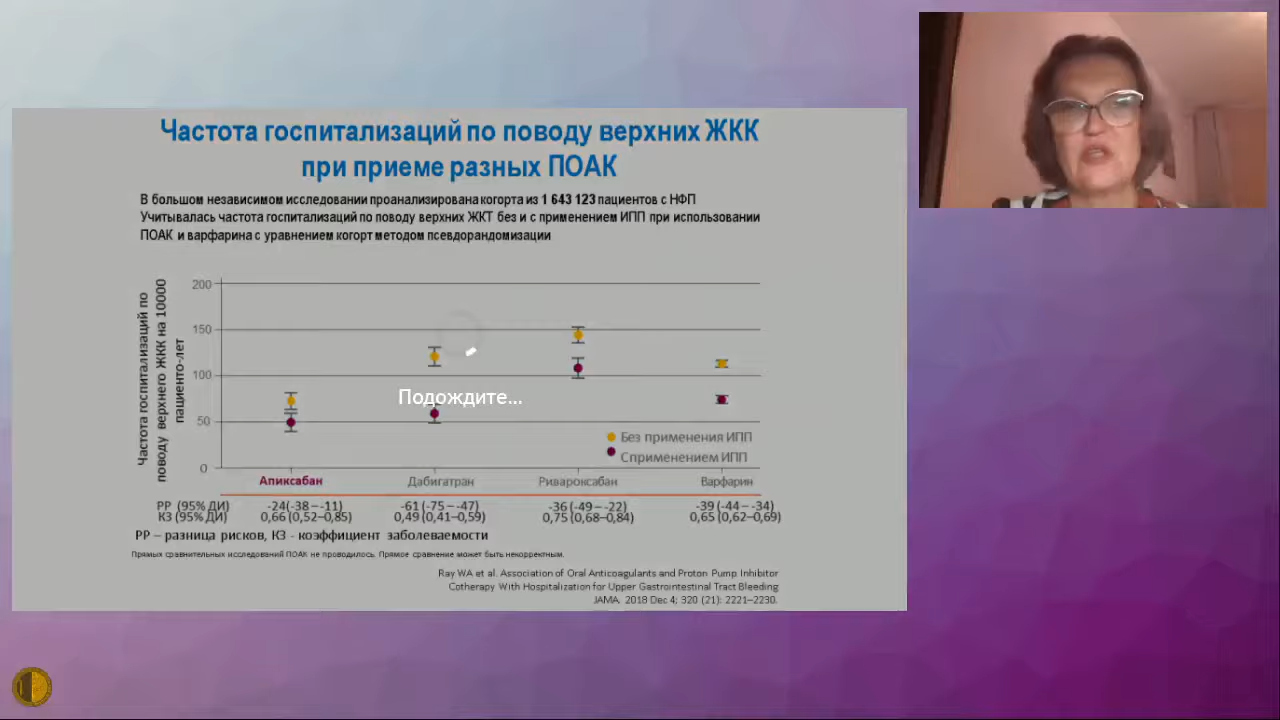 Частота госпитализаций по поводу верхних ЖКК
при приеме разных ПОАК
В большом независимом исследовании проанализирована когорта из 1 643 123 пациентов с НФП
Учитывалась частота госпитализаций по поводу верхних ЖКТ без и с применением ИПП при использовании
ПОАК и варфарина с уравнением когорт методом псевдорандомизации
Частота госпитализаций по
поводу верхнего ЖКК на 10000
пациенто-лет
200
150
100
50
0
Подождите...
Без применения ИПП
Сприменением ИПП
Апиксабан Дабигатран Ривароксабан Варфарин
РР (95% ДИ) -24(-38 – -11) -61 (-75 – -47) -36 (-49 – -22) -39 (-44 – -34)
КЗ (95% ДИ) 0,66 (0,52–0,85) 0,49 (0,41–0,59) 0,75 (0,68–0,84) 0,65 (0,62–0,69)
РР – разница рисков, КЗ - коэффициент заболеваемости
Прямых сравнительных исследований ПОАК не проводилось. Прямое сравнение может быть некорректным.
Ray WA et al. Association of Oral Anticoagulants and Proton Pump Inhibitor
Cotherapy With Hospitalization for Upper Gastrointestinal Tract Bleeding
JAMA. 2018 Dec 4; 320 (21): 2221–2230.